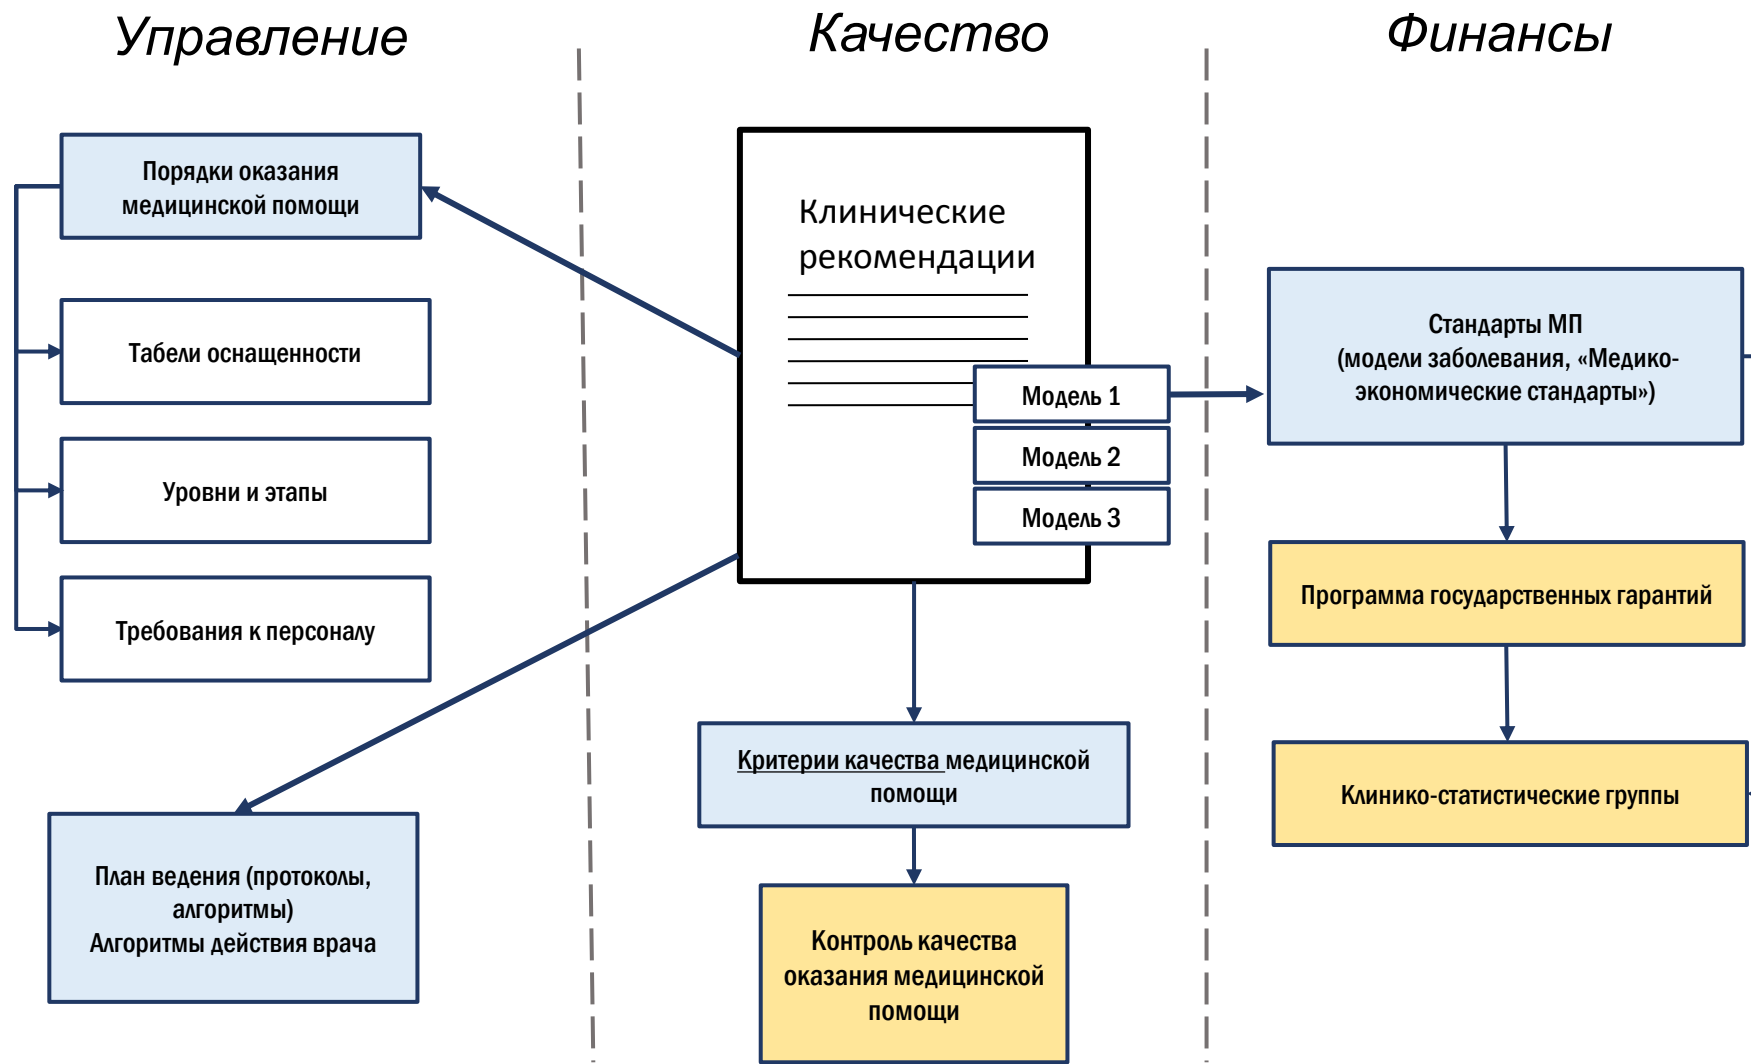 Управление
Качество
Финансы
Порядки оказания
медицинской помощи
Табели оснащенности
Уровни и этапы
Требования к персоналу
План ведения (протоколы,
алгоритмы)
Алгоритмы действия врача
Клинические
рекомендации
Модель 1
Модель 2
Модель 3
Критерии качества медицинской
помощи
Контроль качества
оказания медицинской
помощи
Стандарты МП
(модели заболевания, «Медико-
экономические стандарты»)
Программа государственных гарантий
Клинико-статистические группы